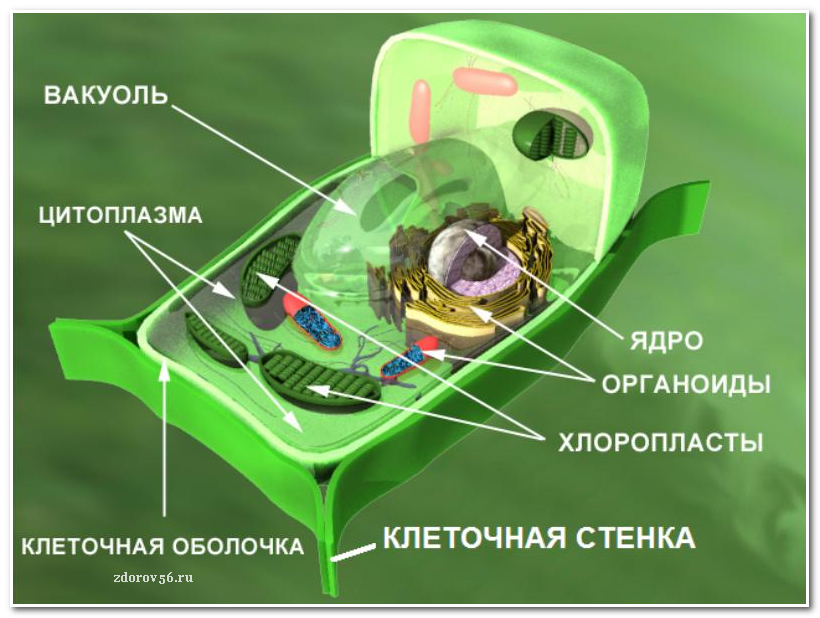 ВАКУОЛЬ
ЦИТОПЛАЗМА
ЯДРО
ОРГАНОИДЫ
ХЛОРОПЛАСТЫ
КЛЕТОЧНАЯ СТЕНКА
КЛЕТОЧНАЯ ОБОЛОЧКА
zdorov56.ru